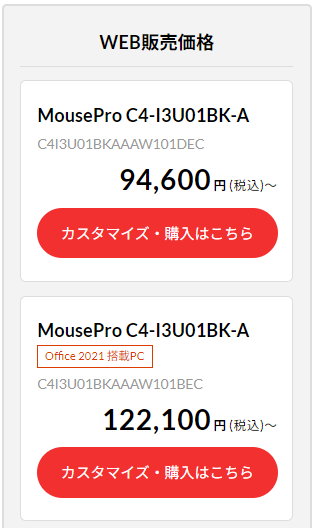 WEB販売価格
MousePro C4-I3U01BK-A
C4I3U01BKAAAW101DEC
94,600円 (税込)～
カスタマイズ・購入はこちら
MousePro C4-I3U01BK-A
Office 2021 搭載PC
C4I3U01BKAAAW101BEC
122,100円 (税込)～
カスタマイズ・購入はこちら